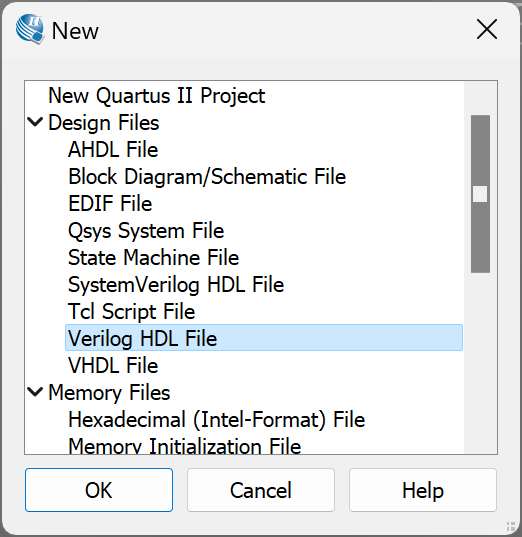 New
New Quartus II Project
Design Files
AHDL File
Block Diagram/Schematic File
EDIF File
Qsys System File
State Machine File
SystemVerilog HDL File
Tcl Script File
Verilog HDL File
VHDL File
Memory Files
Hexadecimal (Intel-Format) File
Memory Initialization File
OK Cancel Help